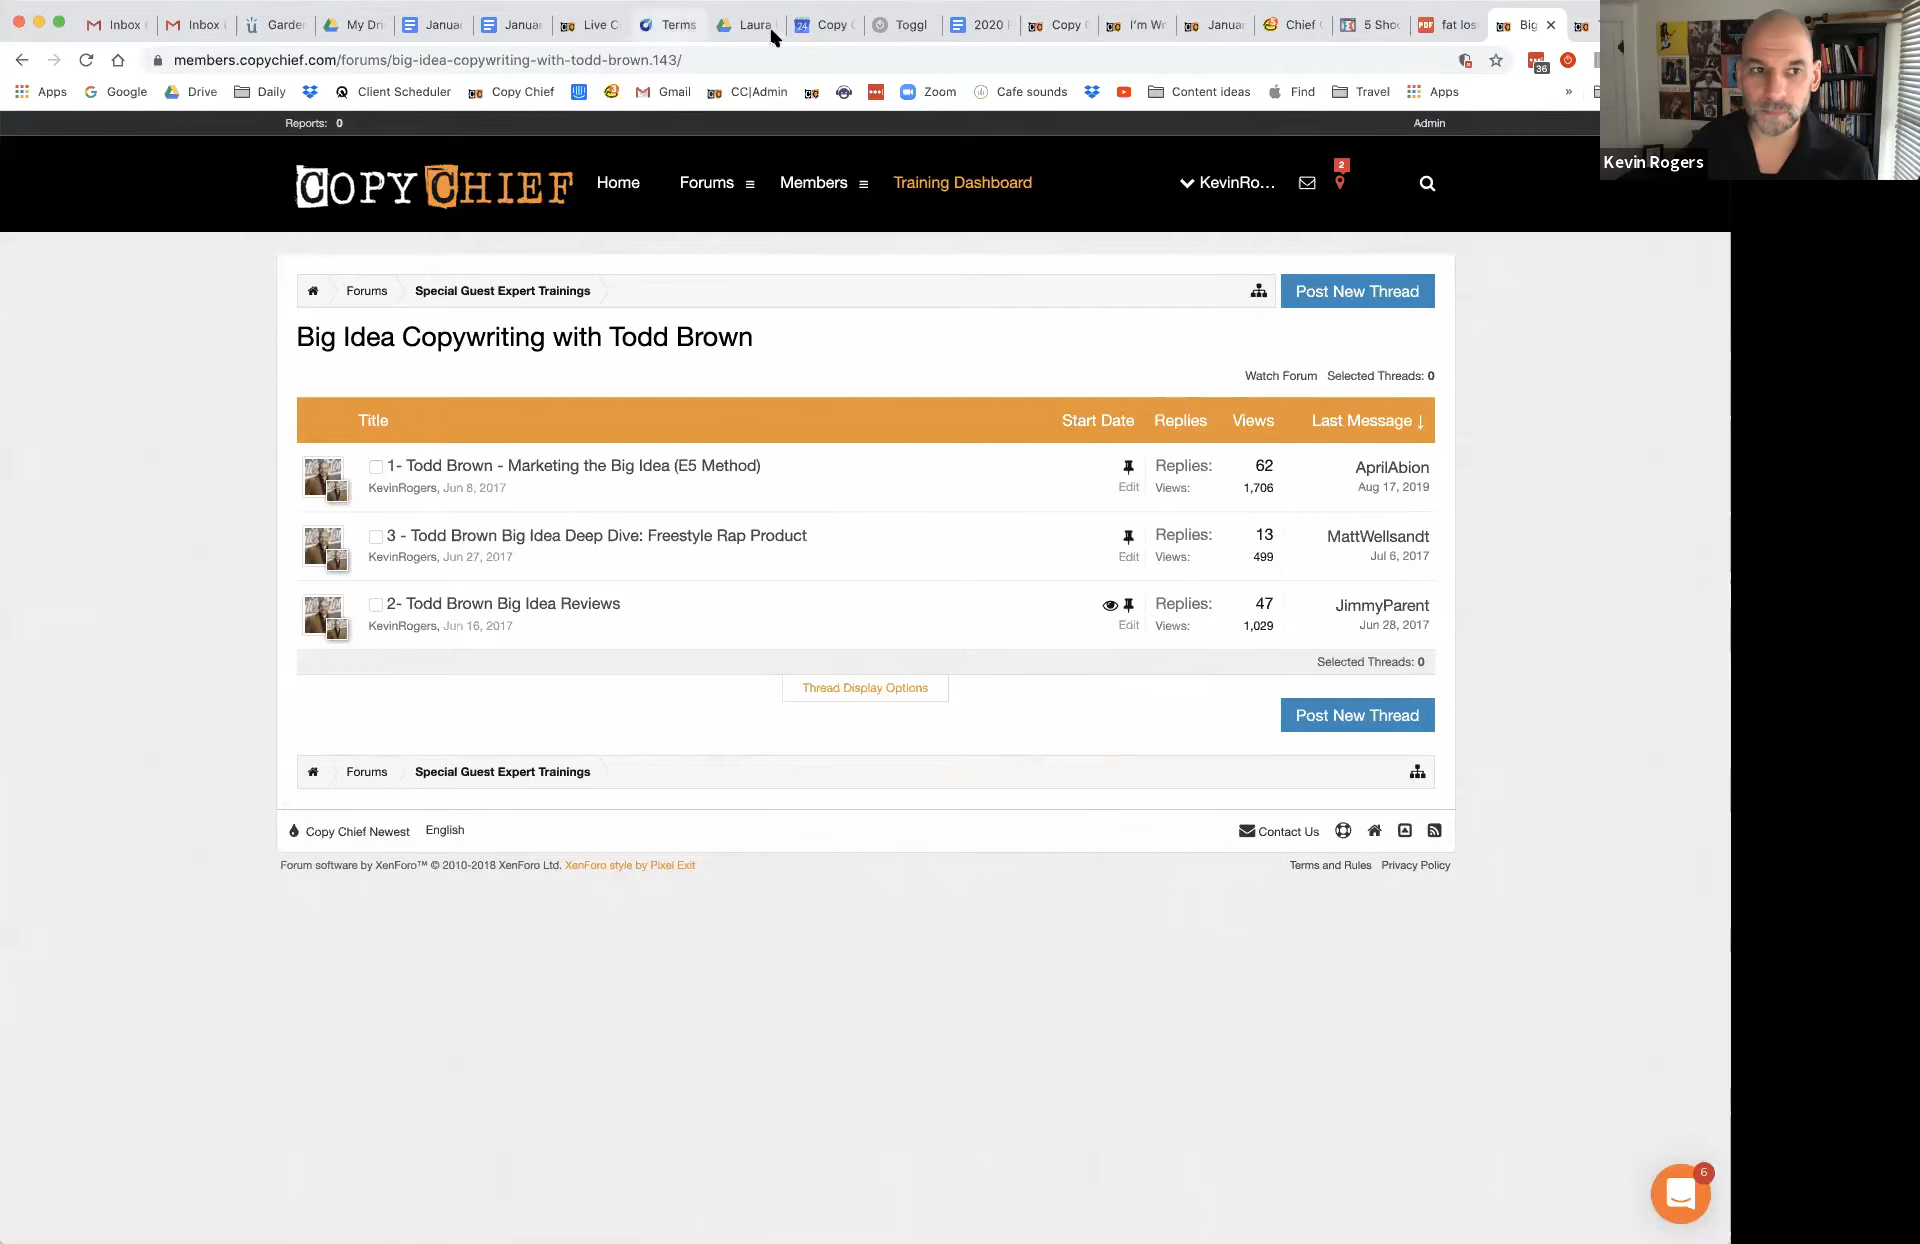 Inbox Inbox Garde My Dri Januar Januar Live C Terms Laura Copy Toggl 2020 Copy I'm Wr Januar Chief 5 Sho fat los Big
members.copychief.com/forums/big-idea-copywriting-with-todd-brown.143/
36
Apps Google Drive Daily Client Scheduler Copy Chief Gmail CC|Admin Zoom Cafe sounds Content ideas Find Travel Apps »
Reports: 0 Admin
Kevin Rogers
COPY CHIEF Home Forums Members Training Dashboard KevinRo... 2
Forums Special Guest Expert Trainings Post New Thread
Big Idea Copywriting with Todd Brown
Watch Forum Selected Threads: 0
Title Start Date Replies Views Last Message ↓
1- Todd Brown - Marketing the Big Idea (E5 Method) Replies: 62 AprilAbion
KevinRogers, Jun 8, 2017 Edit Views: 1,706 Aug 17, 2019
3 - Todd Brown Big Idea Deep Dive: Freestyle Rap Product Replies: 13 MattWellsandt
KevinRogers, Jun 27, 2017 Edit Views: 499 Jul 6, 2017
2- Todd Brown Big Idea Reviews Replies: 47 JimmyParent
KevinRogers, Jun 16, 2017 Edit Views: 1,029 Jun 28, 2017
Selected Threads: 0
Thread Display Options
Post New Thread
Forums Special Guest Expert Trainings
Copy Chief Newest English Contact Us
Forum software by XenForo™ © 2010-2018 XenForo Ltd. XenForo style by Pixel Exit Terms and Rules Privacy Policy
6